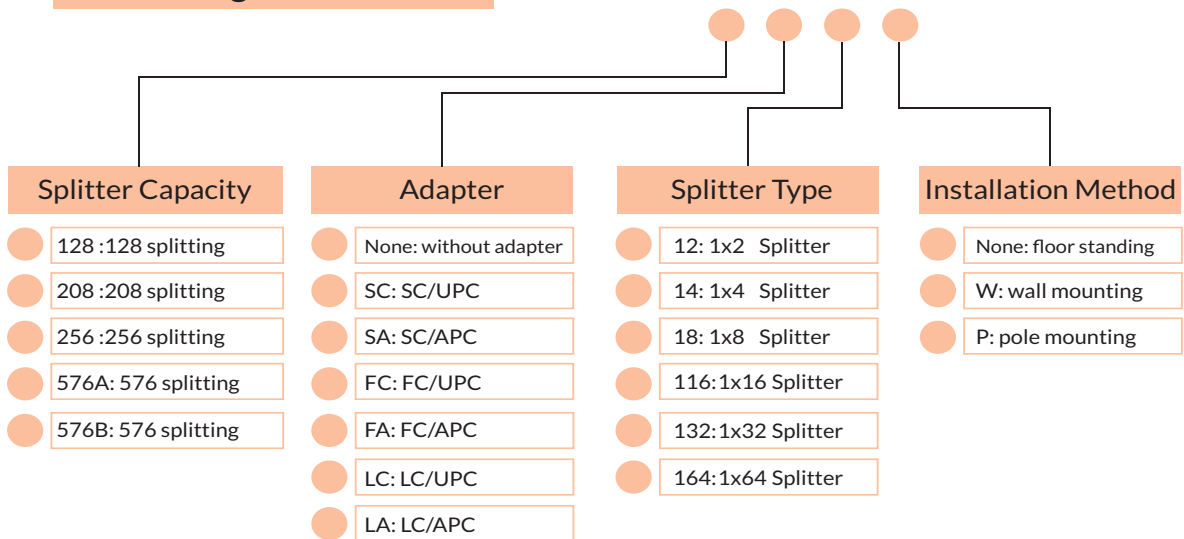 Splitter Capacity
128 :128 splitting
208 :208 splitting
256 :256 splitting
576A: 576 splitting
576B: 576 splitting
Adapter
None: without adapter
SC: SC/UPC
SA: SC/APC
FC: FC/UPC
FA: FC/APC
LC: LC/UPC
LA: LC/APC
Splitter Type
12: 1x2 Splitter
14: 1x4 Splitter
18: 1x8 Splitter
116:1x16 Splitter
132:1x32 Splitter
164:1x64 Splitter
Installation Method
None: floor standing
W: wall mounting
P: pole mounting